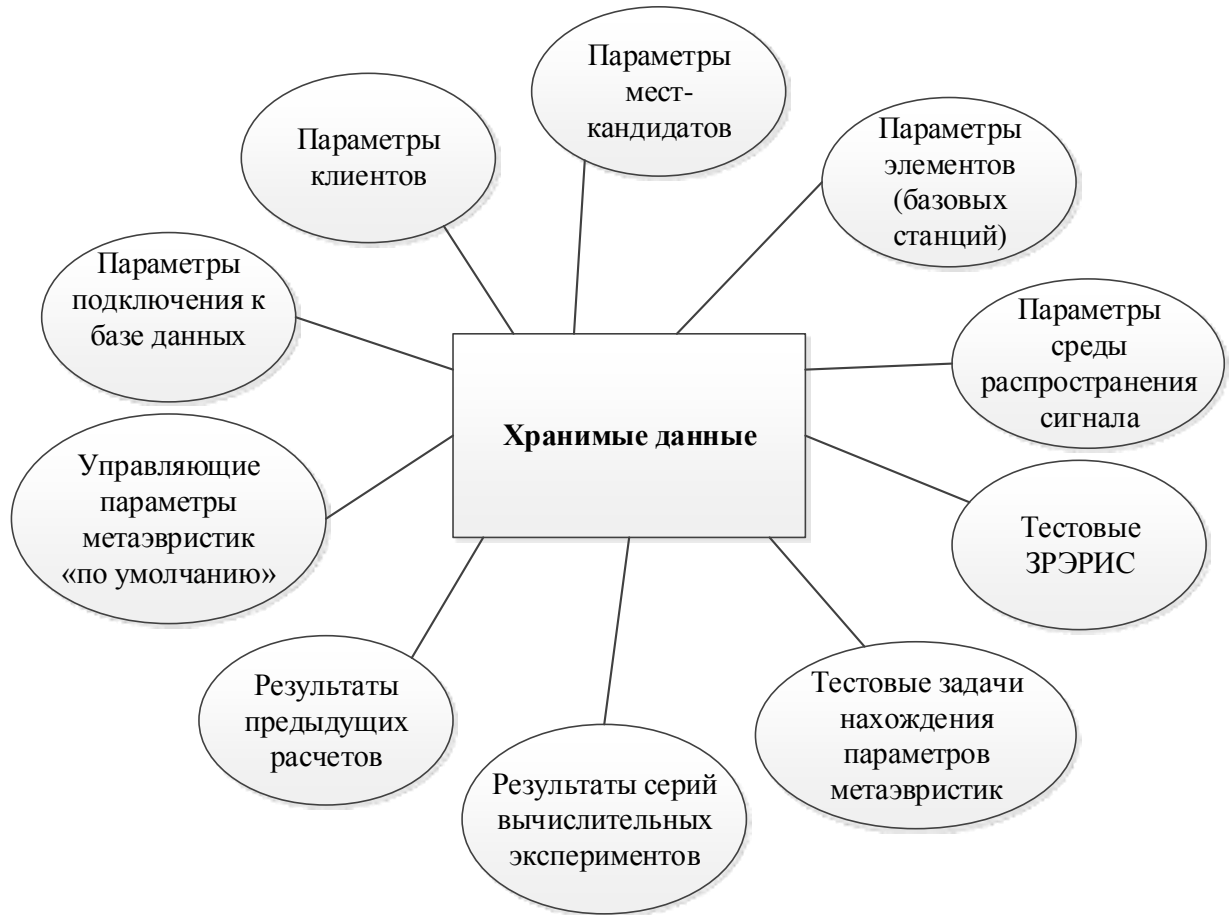 Параметры
мест-
кандидатов
Параметры
клиентов
Параметры
элементов
(базовых
станций)
Параметры
подключения к
базе данных
Параметры
среды
распространения
сигнала
Хранимые данные
Управляющие
параметры
метаэвристик
«по умолчанию»
Тестовые
ЗРЭРИС
Результаты
предыдущих
расчетов
Тестовые задачи
нахождения
параметров
метаэвристик
Результаты серий
вычислительных
экспериментов